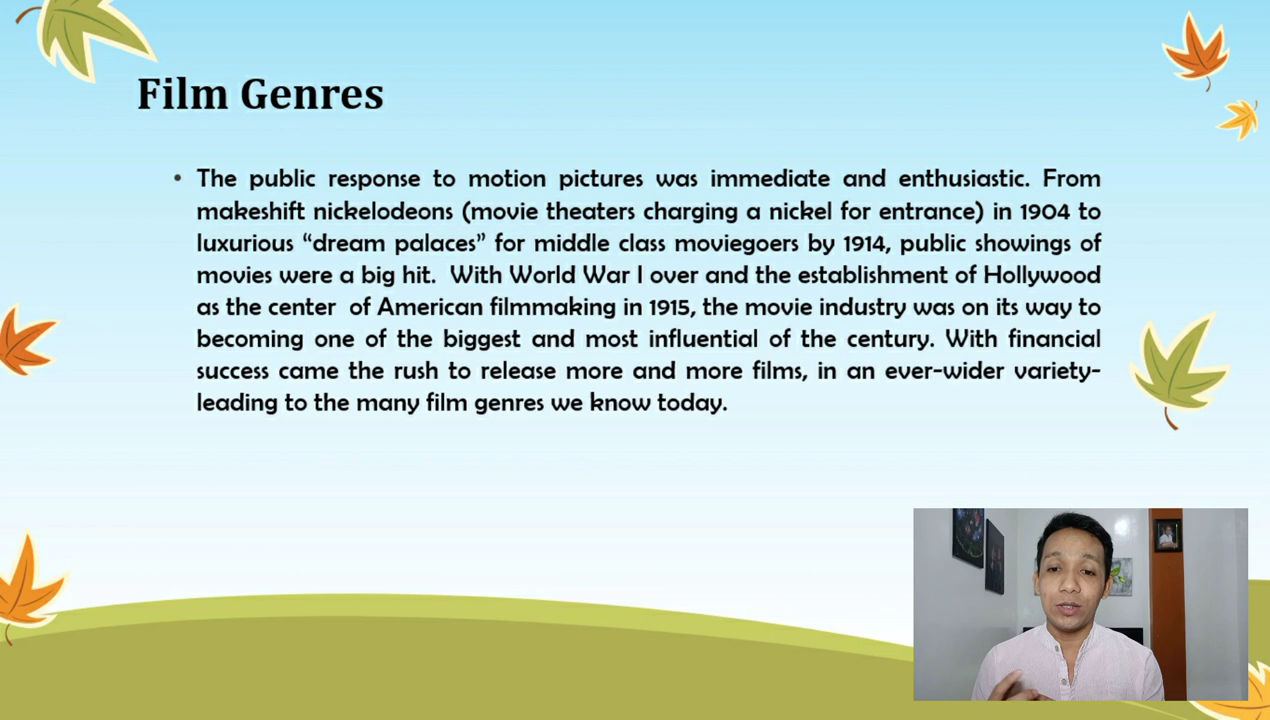 Film Genres
• The public response to motion pictures was immediate and enthusiastic. From
makeshift nickelodeons (movie theaters charging a nickel for entrance) in 1904 to
luxurious “dream palaces” for middle class moviegoers by 1914, public showings of
movies were a big hit.  With World War I over and the establishment of Hollywood
as the center  of American filmmaking in 1915, the movie industry was on its way to
becoming one of the biggest and most influential of the century. With financial
success came the rush to release more and more films, in an ever-wider variety-
leading to the many film genres we know today.